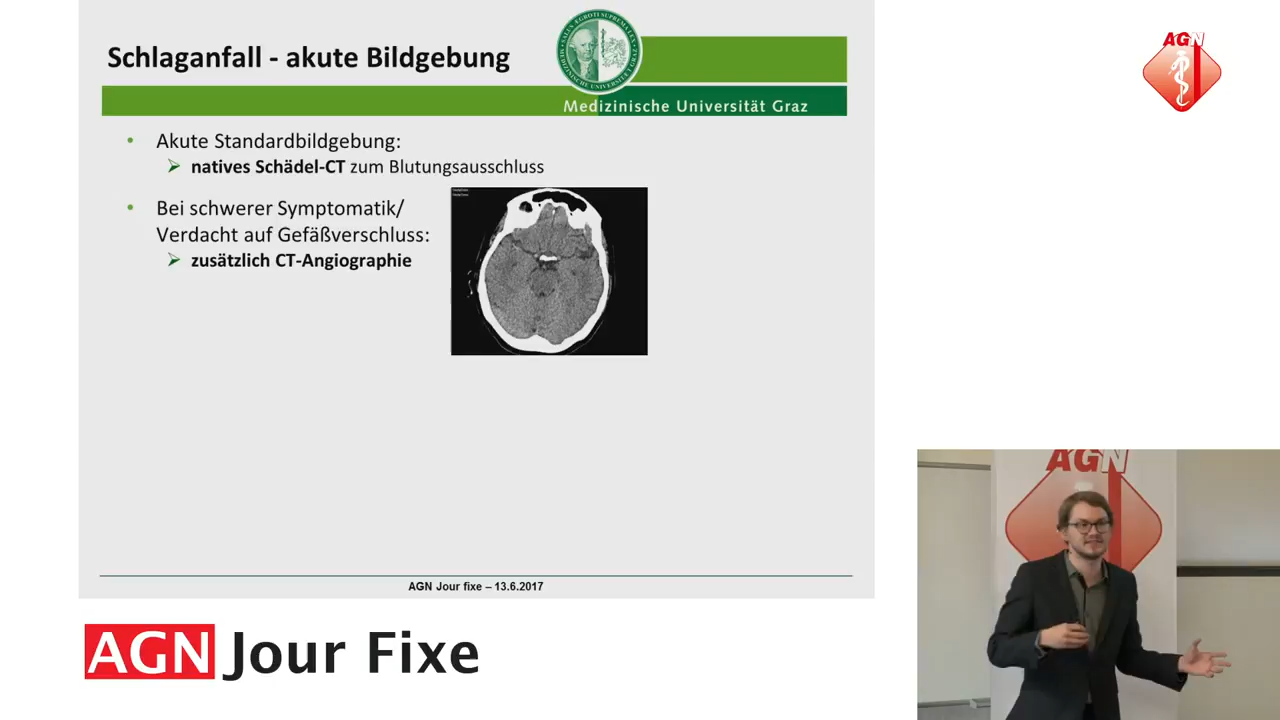 Schlaganfall - akute Bildgebung
Medizinische Universität Graz
AGN
• Akute Standardbildgebung:
➢ natives Schädel-CT zum Blutungsausschluss
• Bei schwerer Symptomatik/
Verdacht auf Gefäßverschluss:
➢ zusätzlich CT-Angiographie
AGN Jour fixe – 13.6.2017
AGN Jour Fixe
AGN